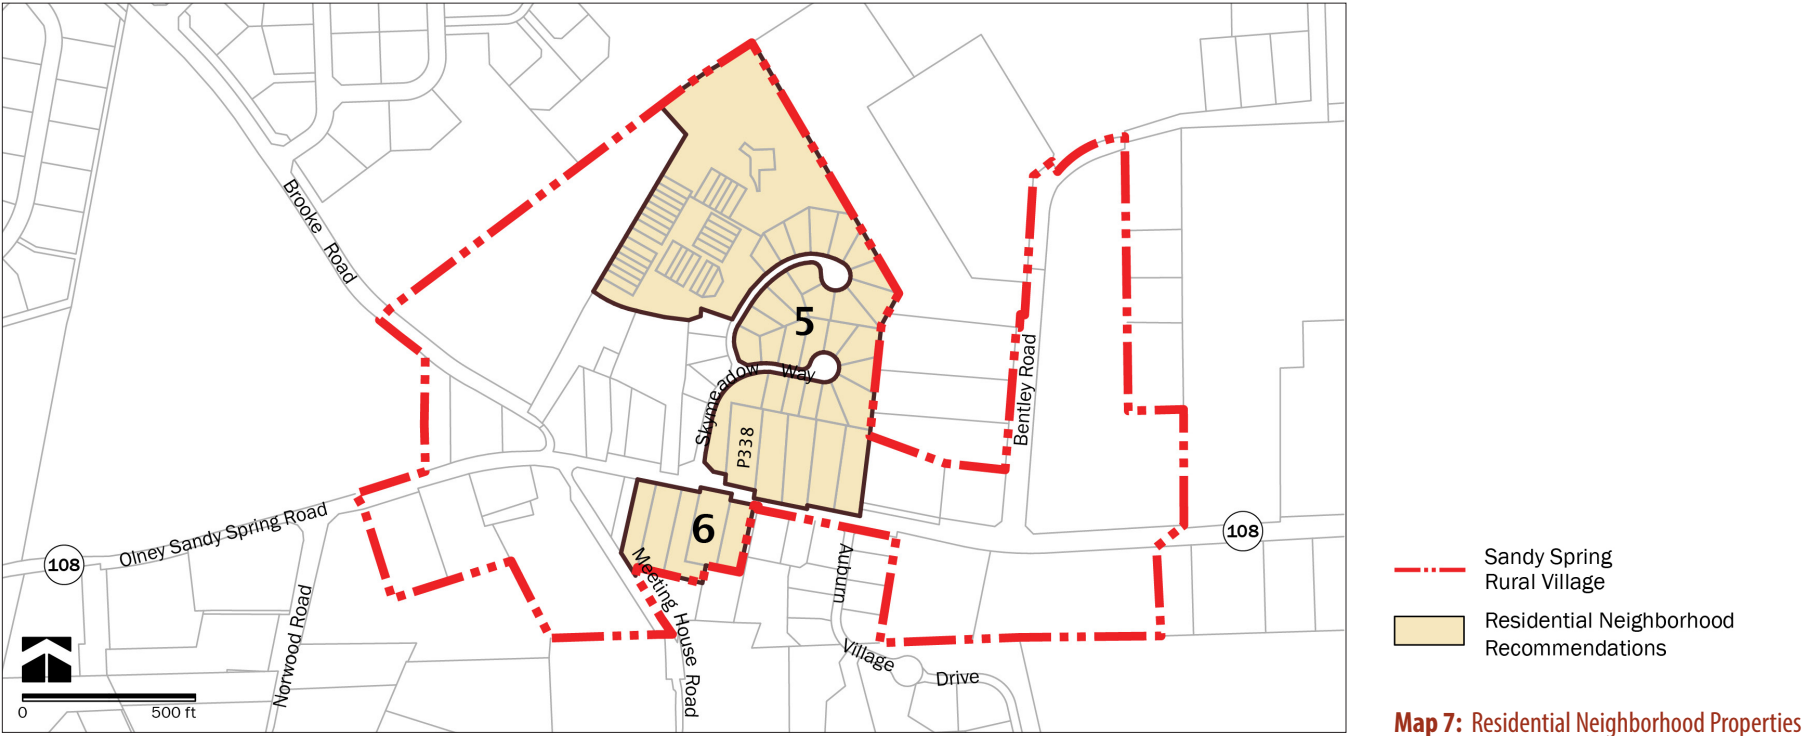 Brooke Road
5
Skymeadow Way
P338
Bentley Road
6
108
Olney Sandy Spring Road
108
Norwood Road
Meeting House Road
Auburn
Village
Drive
0 500 ft
Sandy Spring
Rural Village
Residential Neighborhood
Recommendations
Map 7: Residential Neighborhood Properties